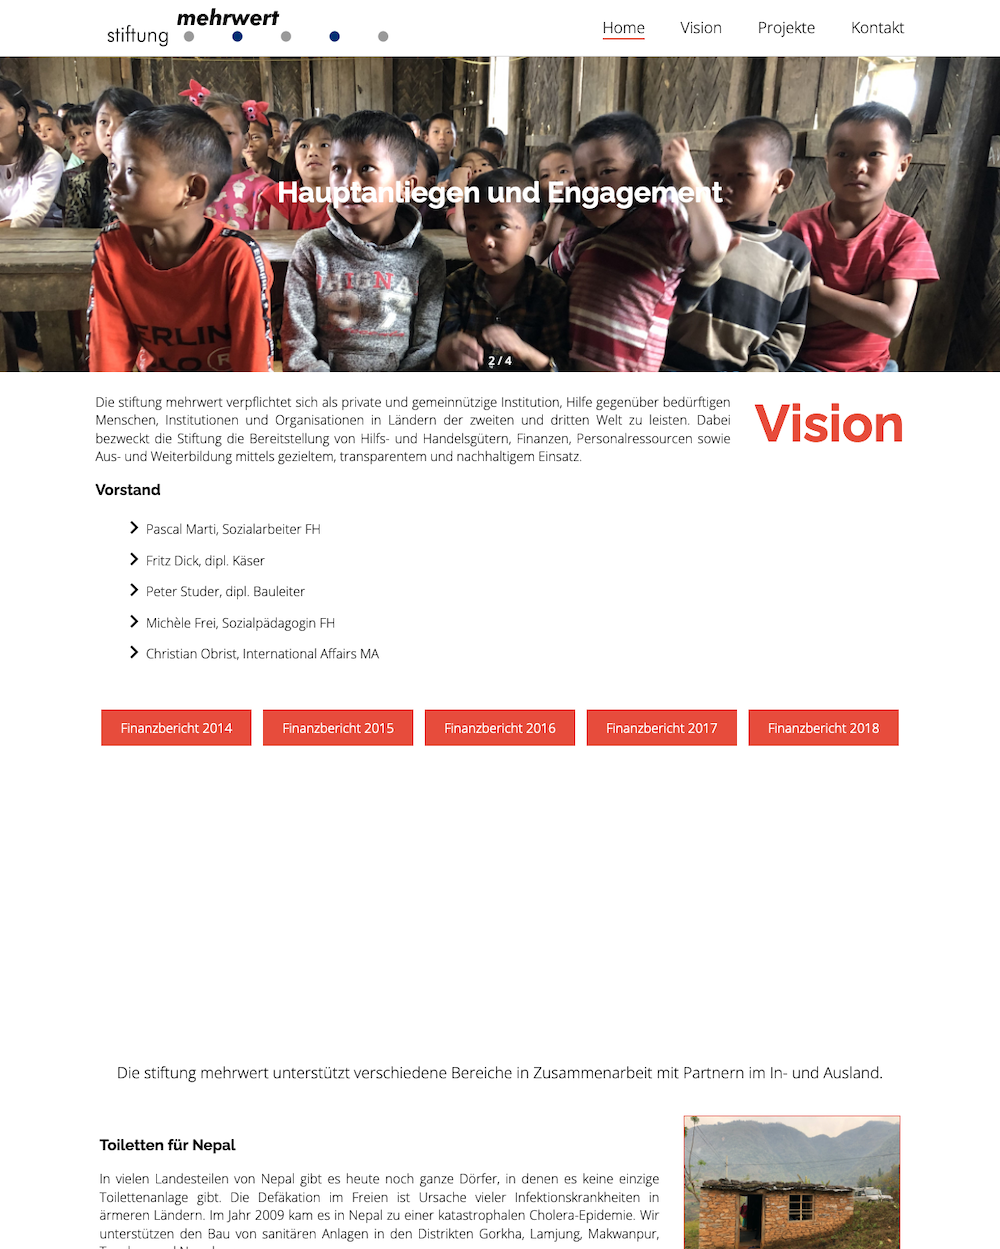 stiftung mehrwert
Home Vision Projekte Kontakt
Hauptanliegen und Engagement
BERLIN
2 / 4
Die stiftung mehrwert verpflichtet sich als private und gemeinnützige Institution, Hilfe gegenüber bedürftigen
Menschen, Institutionen und Organisationen in Ländern der zweiten und dritten Welt zu leisten. Dabei
bezweckt die Stiftung die Bereitstellung von Hilfs- und Handelsgütern, Finanzen, Personalressourcen sowie
Aus- und Weiterbildung mittels gezieltem, transparentem und nachhaltigem Einsatz.
Vision
Vorstand
Pascal Marti, Sozialarbeiter FH
Fritz Dick, dipl. Käser
Peter Studer, dipl. Bauleiter
Michèle Frei, Sozialpädagogin FH
Christian Obrist, International Affairs MA
Finanzbericht 2014 Finanzbericht 2015 Finanzbericht 2016 Finanzbericht 2017 Finanzbericht 2018
Die stiftung mehrwert unterstützt verschiedene Bereiche in Zusammenarbeit mit Partnern im In- und Ausland.
Toiletten für Nepal
In vielen Landesteilen von Nepal gibt es heute noch ganze Dörfer, in denen es keine einzige
Toilettenanlage gibt. Die Defäkation im Freien ist Ursache vieler Infektionskrankheiten in
ärmeren Ländern. Im Jahr 2009 kam es in Nepal zu einer katastrophalen Cholera-Epidemie. Wir
unterstützen den Bau von sanitären Anlagen in den Distrikten Gorkha, Lamjung, Makwanpur,